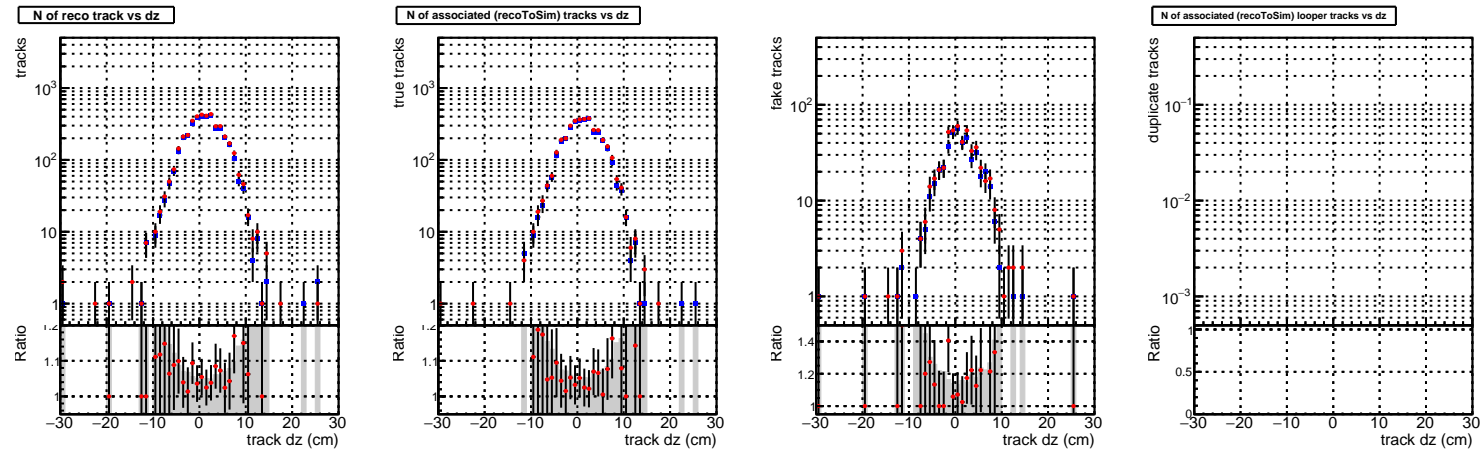 N of reco track vs dz
tracks
10³
10²
10
1
Ratio
1.2
1.1
1
−30 −20 −10 0 10 20 30
track dz (cm)
N of associated (recoToSim) tracks vs dz
true tracks
10³
10²
10
1
Ratio
1.2
1.1
1
−30 −20 −10 0 10 20 30
track dz (cm)
fake tracks
10²
10
1
Ratio
1.4
1.2
1
−30 −20 −10 0 10 20 30
track dz (cm)
N of associated (recoToSim) looper tracks vs dz
duplicate tracks
10⁻¹
10⁻²
10⁻³
Ratio
1
0.5
0
−30 −20 −10 0 10 20 30
track dz (cm)